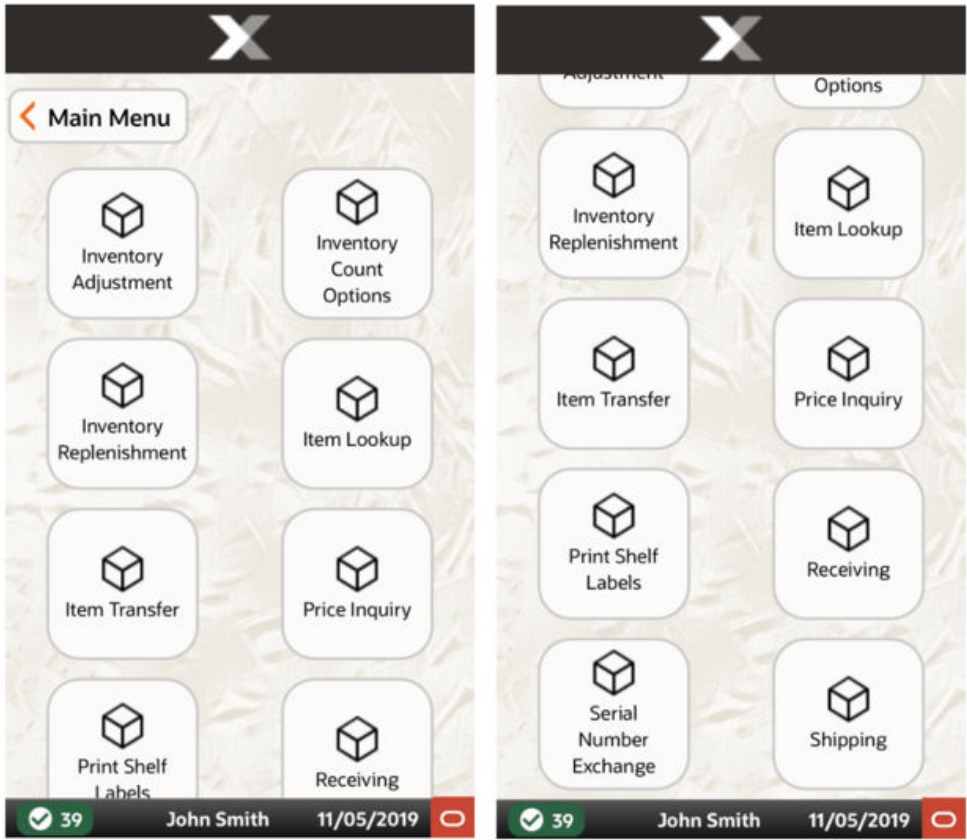 Main Menu
Inventory
Adjustment
Inventory
Count
Options
Inventory
Replenishment
Item Lookup
Item Transfer
Price Inquiry
Print Shelf
Labels
Receiving
39
John Smith
11/05/2019
Adjustment
Options
Inventory
Replenishment
Item Lookup
Item Transfer
Price Inquiry
Print Shelf
Labels
Receiving
Serial
Number
Exchange
Shipping
39
John Smith
11/05/2019